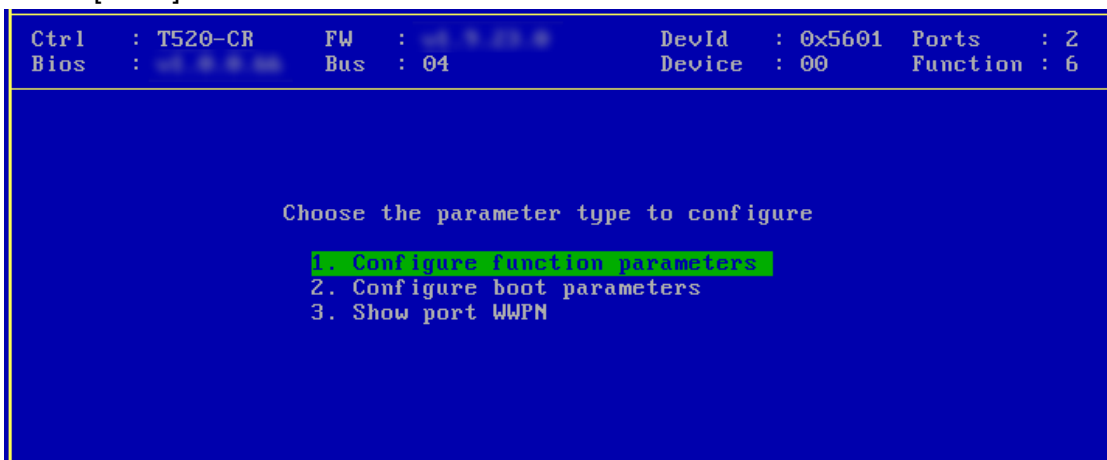 Ctrl : T520-CR FW : DevId : 0x5601 Ports : 2
Bios : Bus : 04 Device : 00 Function : 6
Choose the parameter type to configure
1. Configure function parameters
2. Configure boot parameters
3. Show port WWPN